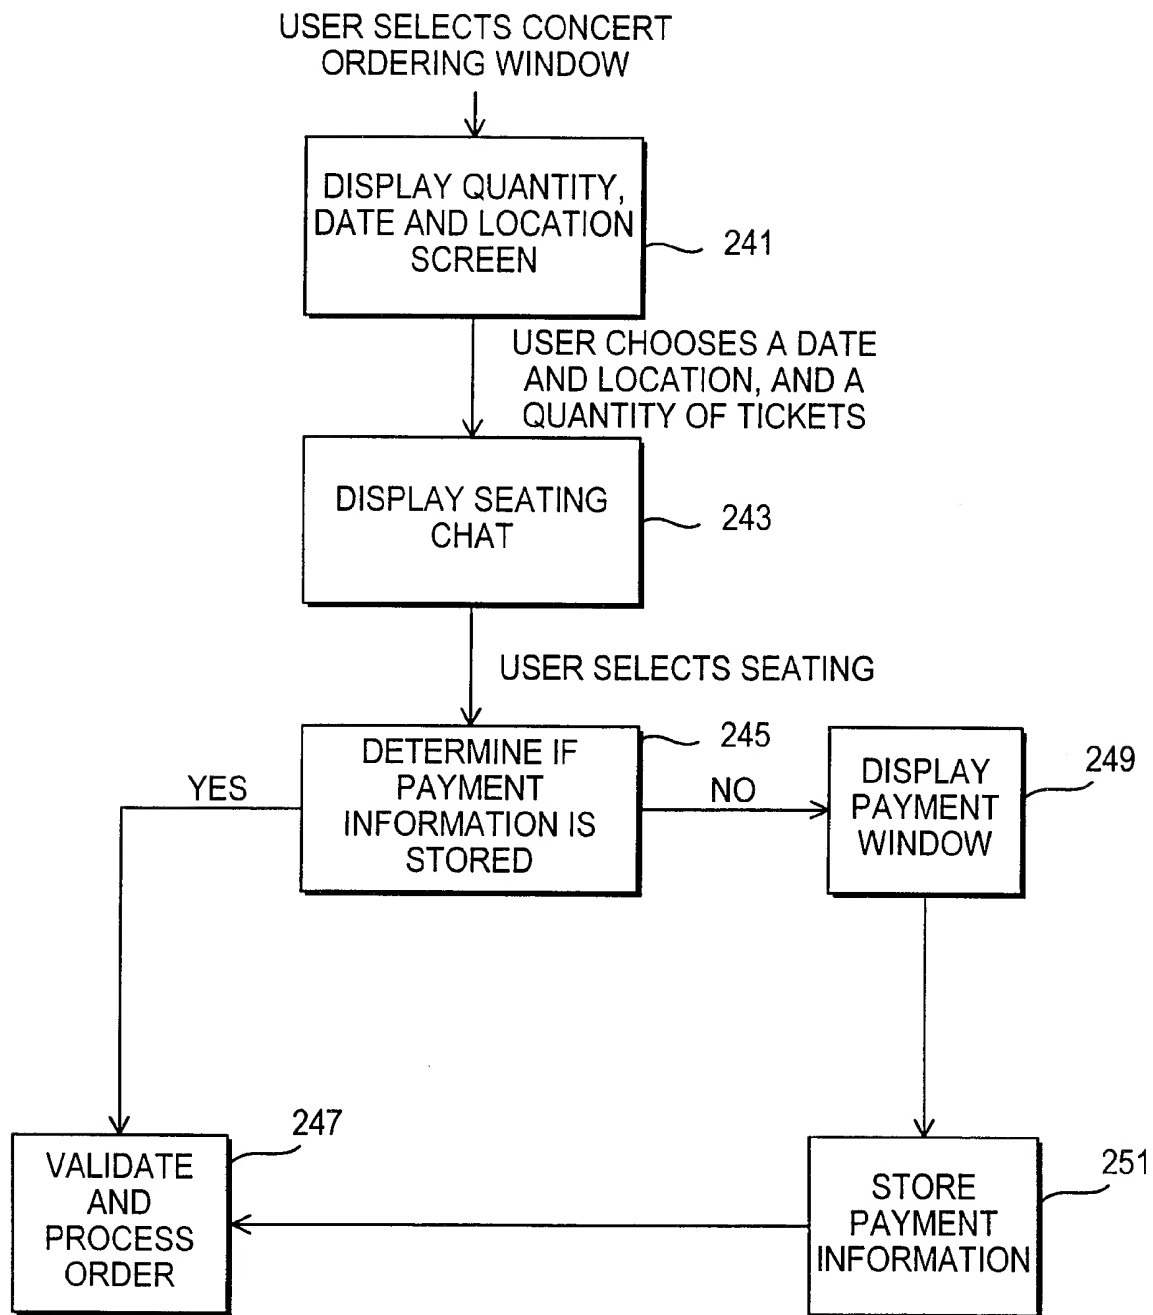 USER SELECTS CONCERT
ORDERING WINDOW
DISPLAY QUANTITY,
DATE AND LOCATION
SCREEN
241
USER CHOOSES A DATE
AND LOCATION, AND A
QUANTITY OF TICKETS
DISPLAY SEATING
CHAT
243
USER SELECTS SEATING
DETERMINE IF
PAYMENT
INFORMATION IS
STORED
245
YES
NO
DISPLAY
PAYMENT
WINDOW
249
VALIDATE
AND
PROCESS
ORDER
247
STORE
PAYMENT
INFORMATION
251